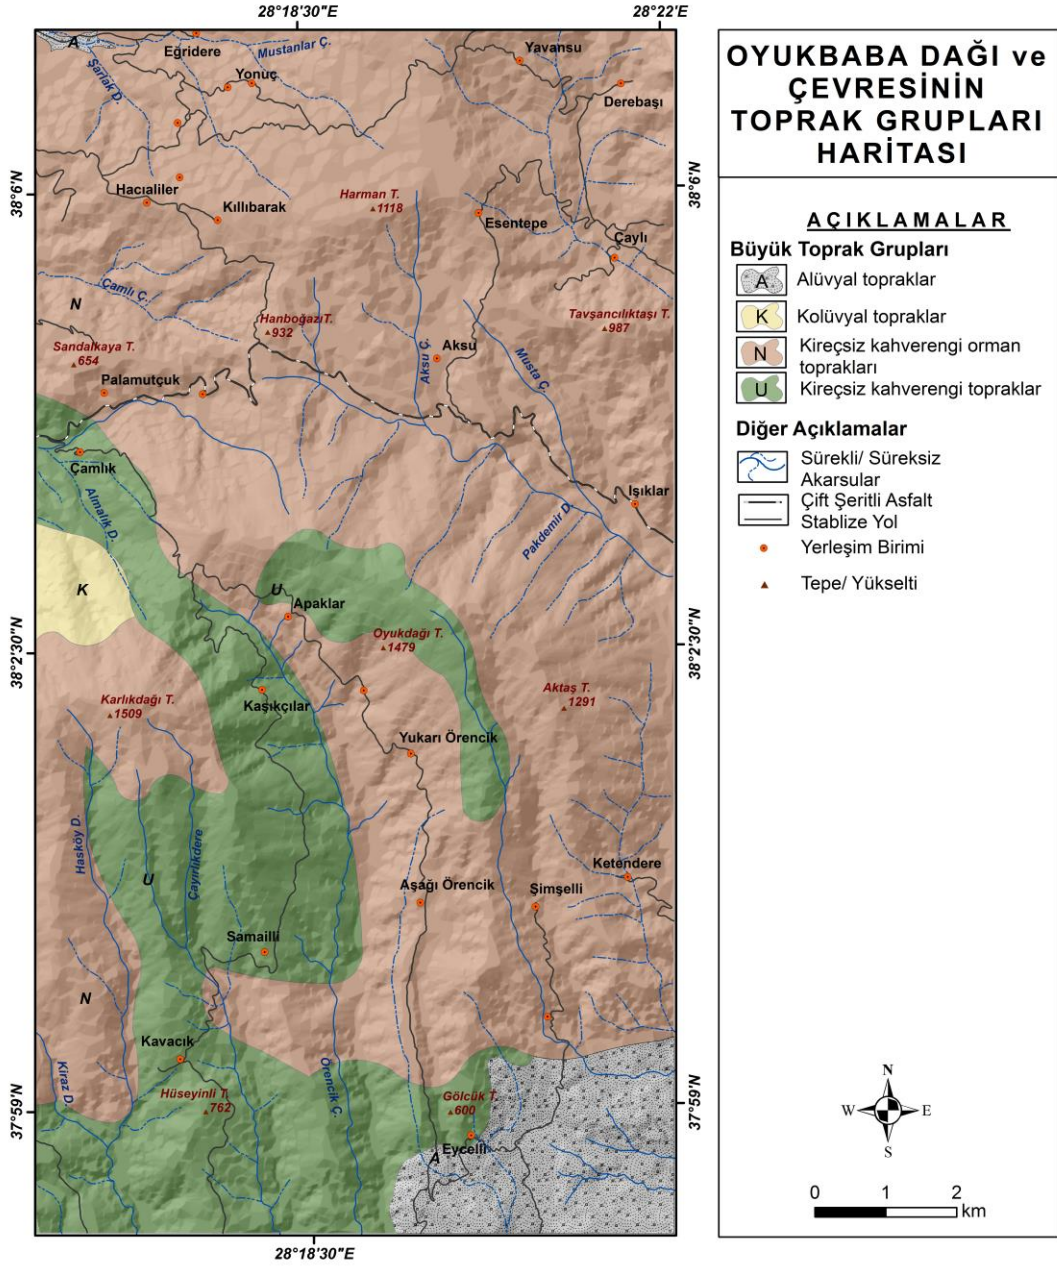 28°18'30"E
28°22'E
A
Eğridere
Mustanlar Ç.
Yavansu
Şarlak D.
Yonuç
Derebaşı
38°6'N
38°6'N
Hacıaliler
Harman T.
1118
Kıllıbarak
Esentepe
Çaylı
Çamlı Ç.
N
HanboğazıT.
932
Tavşancılıktaşı T.
987
Sandalkaya T.
654
Aksu
Aksu Ç.
Musta Ç.
Palamutçuk
Çamlık
Almalık D.
Işıklar
Pakdemir D.
K
U
Apaklar
38°2'30"N
38°2'30"N
Oyukdağı T.
1479
Karlıkdağı T.
1509
Kaşıkçılar
Aktaş T.
1291
Yukarı Örencik
Hasköy D.
Çayırlıkdere
U
Ketendere
Aşağı Örencik
Şimşelli
Samailli
N
Kavacık
Kiraz D.
Örencik Ç.
Hüseyinli T.
762
Gölcük T.
600
37°59'N
37°59'N
Eycelli
A
28°18'30"E
OYUKBABA DAĞI ve
ÇEVRESİNİN
TOPRAK GRUPLARI
HARİTASI
AÇIKLAMALAR
Büyük Toprak Grupları
A Alüvyal topraklar
K Kolüvyal topraklar
N Kireçsiz kahverengi orman
toprakları
U Kireçsiz kahverengi topraklar
Diğer Açıklamalar
Sürekli/ Süreksiz
Akarsular
Çift Şeritli Asfalt
Stablize Yol
Yerleşim Birimi
Tepe/ Yükselti
N
W E
S
0 1 2
km